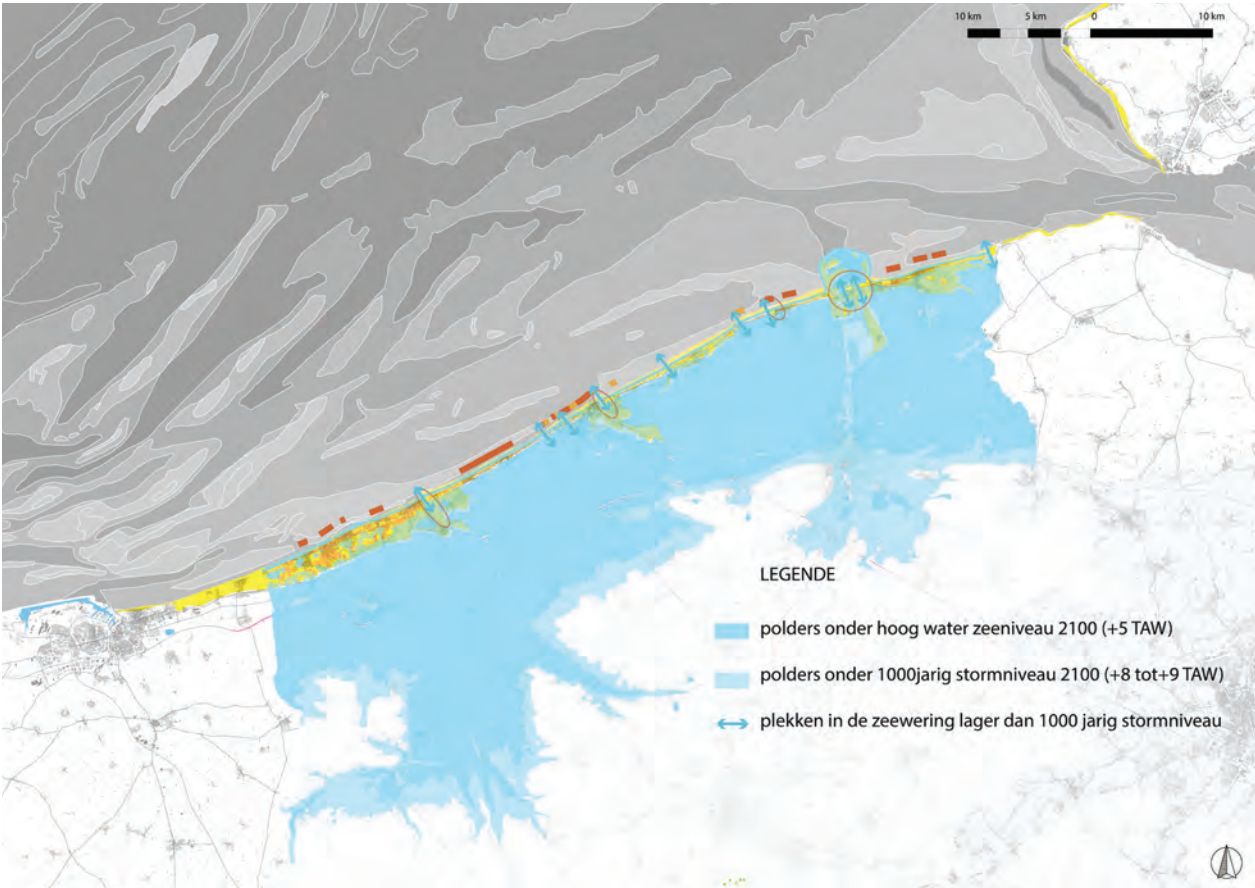 10 km 5 km 0 10 km
LEGENDE
polders onder hoog water zeeniveau 2100 (+5 TAW)
polders onder 1000jarig stormniveau 2100 (+8 tot+9 TAW)
plekken in de zeewering lager dan 1000 jarig stormniveau